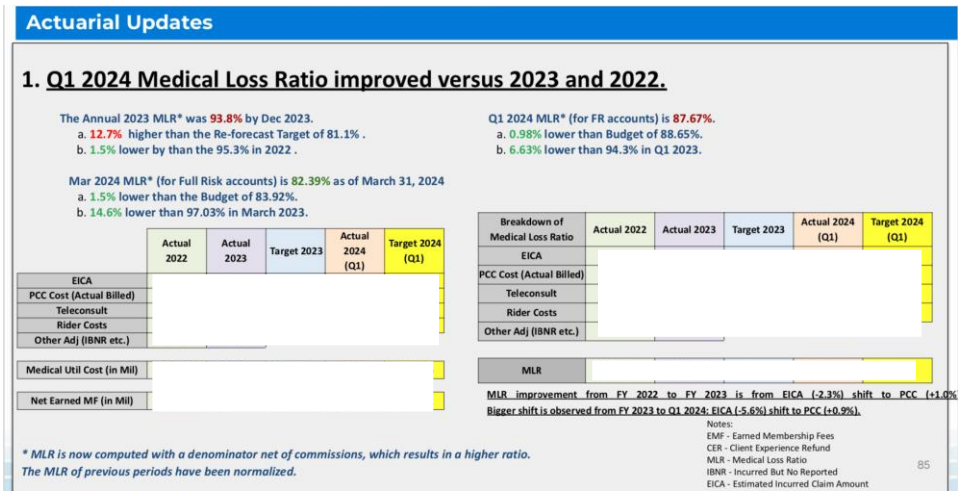 Actuarial Updates
1. Q1 2024 Medical Loss Ratio improved versus 2023 and 2022.
The Annual 2023 MLR* was 93.8% by Dec 2023.
a. 12.7% higher than the Re-forecast Target of 81.1% .
b. 1.5% lower by than the 95.3% in 2022 .
Mar 2024 MLR* (for Full Risk accounts) is 82.39% as of March 31, 2024
a. 1.5% lower than the Budget of 83.92%.
b. 14.6% lower than 97.03% in March 2023.
Q1 2024 MLR* (for FR accounts) is 87.67%.
a. 0.98% lower than Budget of 88.65%.
b. 6.63% lower than 94.3% in Q1 2023.
Actual 2022 Actual 2023 Target 2023 Actual 2024 (Q1) Target 2024 (Q1)
EICA
PCC Cost (Actual Billed)
Teleconsult
Rider Costs
Other Adj (IBNR etc.)
Medical Util Cost (in Mil)
Net Earned MF (in Mil)
Breakdown of Medical Loss Ratio Actual 2022 Actual 2023 Target 2023 Actual 2024 (Q1) Target 2024 (Q1)
EICA
PCC Cost (Actual Billed)
Teleconsult
Rider Costs
Other Adj (IBNR etc.)
MLR
MLR improvement from FY 2022 to FY 2023 is from EICA (-2.3%) shift to PCC (+1.0%)
Bigger shift is observed from FY 2023 to Q1 2024: EICA (-5.6%) shift to PCC (+0.9%).
Notes:
EMF - Earned Membership Fees
CER - Client Experience Refund
MLR - Medical Loss Ratio
IBNR - Incurred But No Reported
EICA - Estimated Incurred Claim Amount
* MLR is now computed with a denominator net of commissions, which results in a higher ratio.
The MLR of previous periods have been normalized.
85